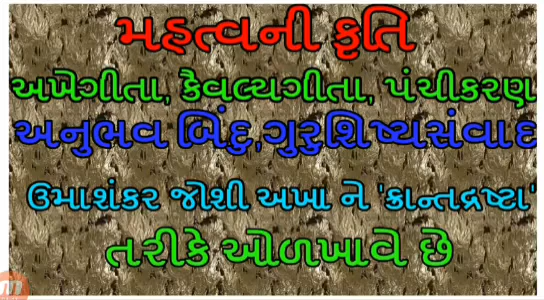 મહત્વની કૃતિ
અખેગીતા, કૈવલ્યગીતા, પંચીકરણ
અનુભવ બિંદુ,ગુરુશિષ્યસંવાદ
ઉમાશંકર જોશી અખા ને 'ક્રાન્તદ્રષ્ટા'
તરીકે ઓળખાવે છે